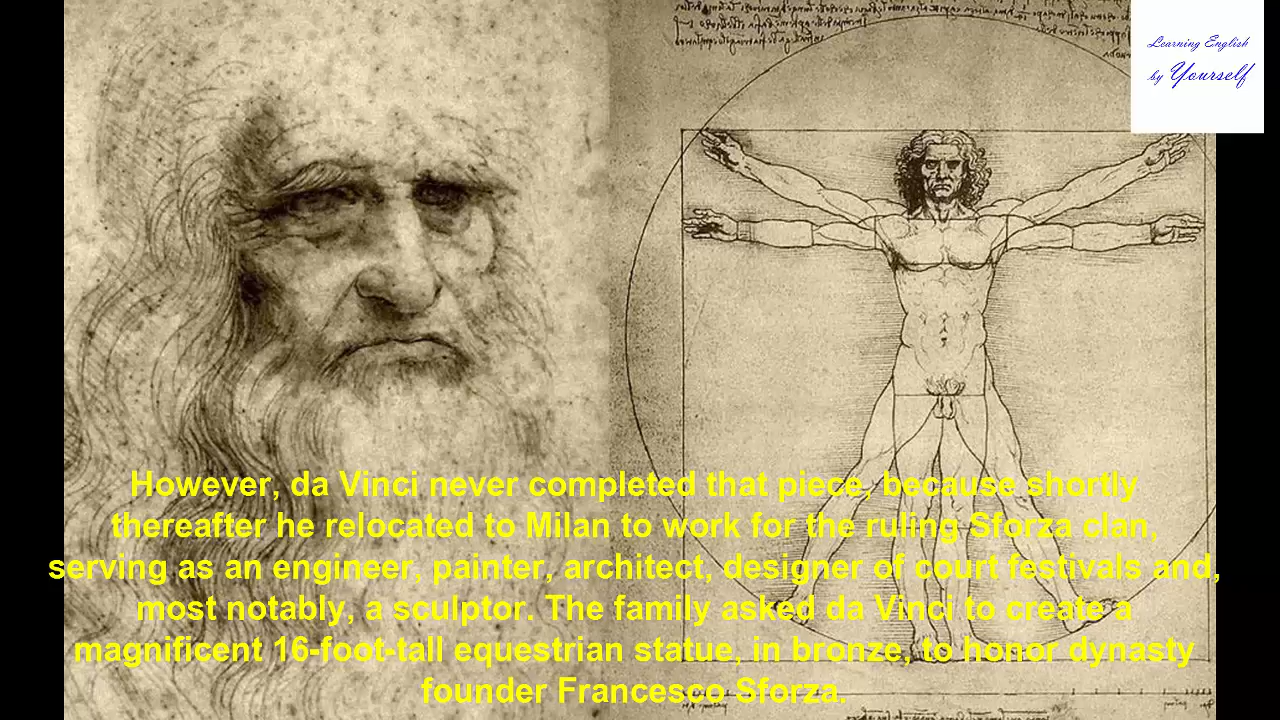 Learning English
by Yourself
However, da Vinci never completed that piece, because shortly
thereafter he relocated to Milan to work for the ruling Sforza clan,
serving as an engineer, painter, architect, designer of court festivals and,
most notably, a sculptor. The family asked da Vinci to create a
magnificent 16-foot-tall equestrian statue, in bronze, to honor dynasty
founder Francesco Sforza.